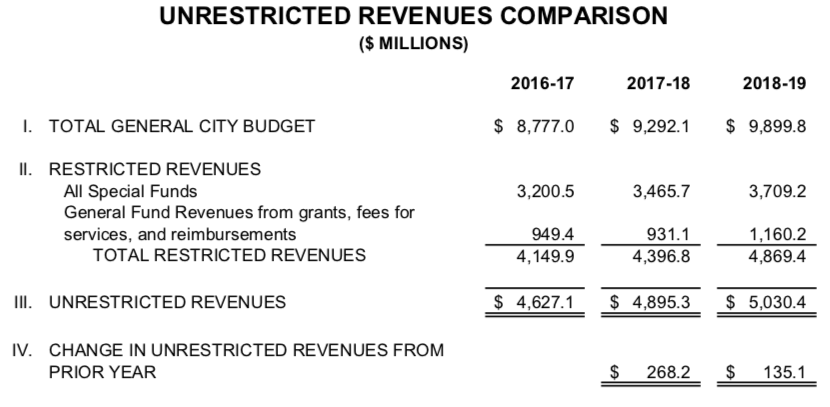 UNRESTRICTED REVENUES COMPARISON
($ MILLIONS)
2016-17 2017-18 2018-19
I. TOTAL GENERAL CITY BUDGET $ 8,777.0 $ 9,292.1 $ 9,899.8
II. RESTRICTED REVENUES
All Special Funds 3,200.5 3,465.7 3,709.2
General Fund Revenues from grants, fees for
services, and reimbursements 949.4 931.1 1,160.2
TOTAL RESTRICTED REVENUES 4,149.9 4,396.8 4,869.4
III. UNRESTRICTED REVENUES $ 4,627.1 $ 4,895.3 $ 5,030.4
IV. CHANGE IN UNRESTRICTED REVENUES FROM
PRIOR YEAR $ 268.2 $ 135.1